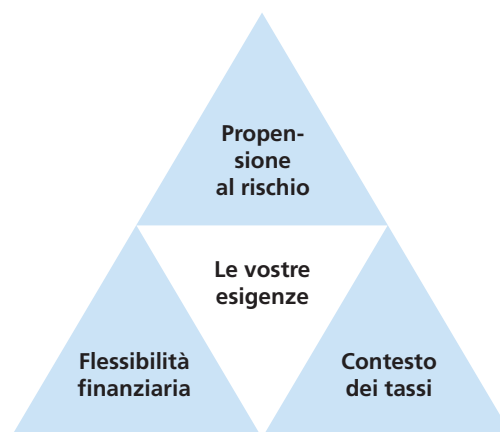 Propen-
sione
al rischio
Le vostre
esigenze
Flessibilità
finanziaria
Contesto
dei tassi